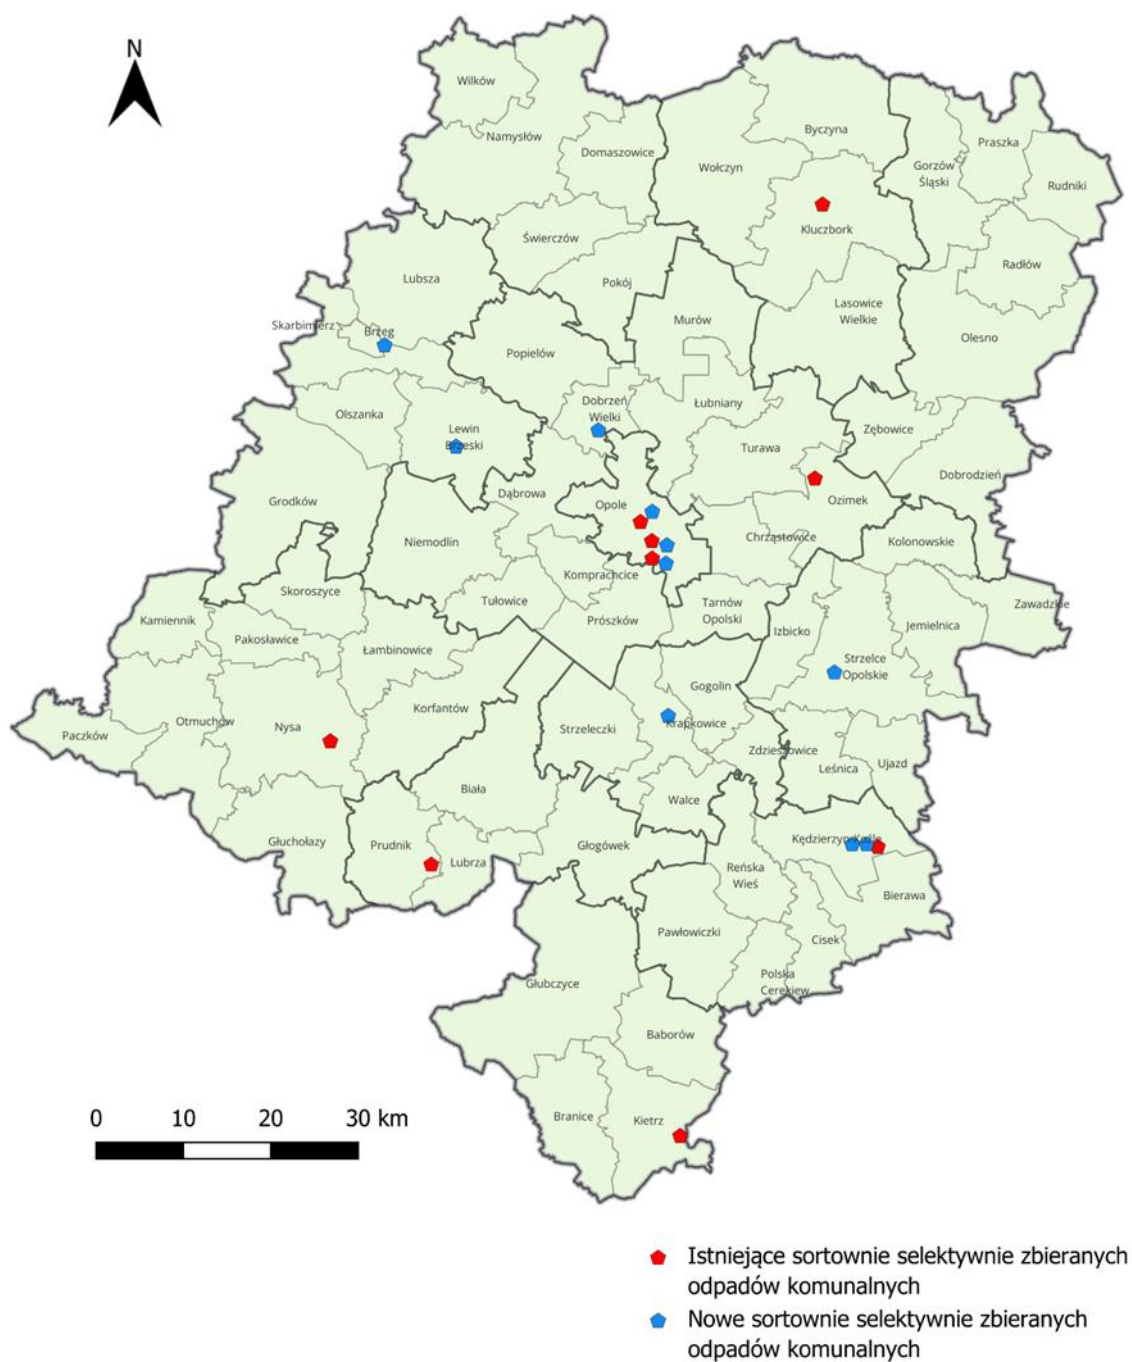 N
Wilków
Namysłów
Domaszowice
Byczyna
Wołczyn
Kluczbork
Gorzów
Śląski
Praszka
Rudniki
Radłów
Świerczów
Lubsza
Pokój
Murów
Lasowice
Wielkie
Olesno
Skarbimierz
Brzeg
Popielów
Olszanka
Lewin
Brzeski
Dobrzeń
Wielki
Łubniany
Turawa
Zębowice
Dobrodzień
Grodków
Dąbrowa
Opole
Ozimek
Niemodlin
Chrząstowice
Kolonowskie
Skoroszyce
Komprachcice
Tułowice
Prószków
Tarnów
Opolski
Zawadzkie
Kamiennik
Pakosławice
Łambinowice
Izbicko
Jemielnica
Strzelce
Opolskie
Gogolin
Paczków
Otmuchów
Nysa
Korfantów
Strzeleczki
Krapkowice
Zdzieszowice
Leśnica
Ujazd
Biała
Walce
Głuchołazy
Prudnik
Lubrza
Głogówek
Kędzierzyn-Koźle
Reńska
Wieś
Bierawa
Pawłowiczki
Cisek
Polska
Cerekiew
Głubczyce
Baborów
Branice
Kietrz
0 10 20 30 km
Istniejące sortownie selektywnie zbieranych
odpadów komunalnych
Nowe sortownie selektywnie zbieranych
odpadów komunalnych